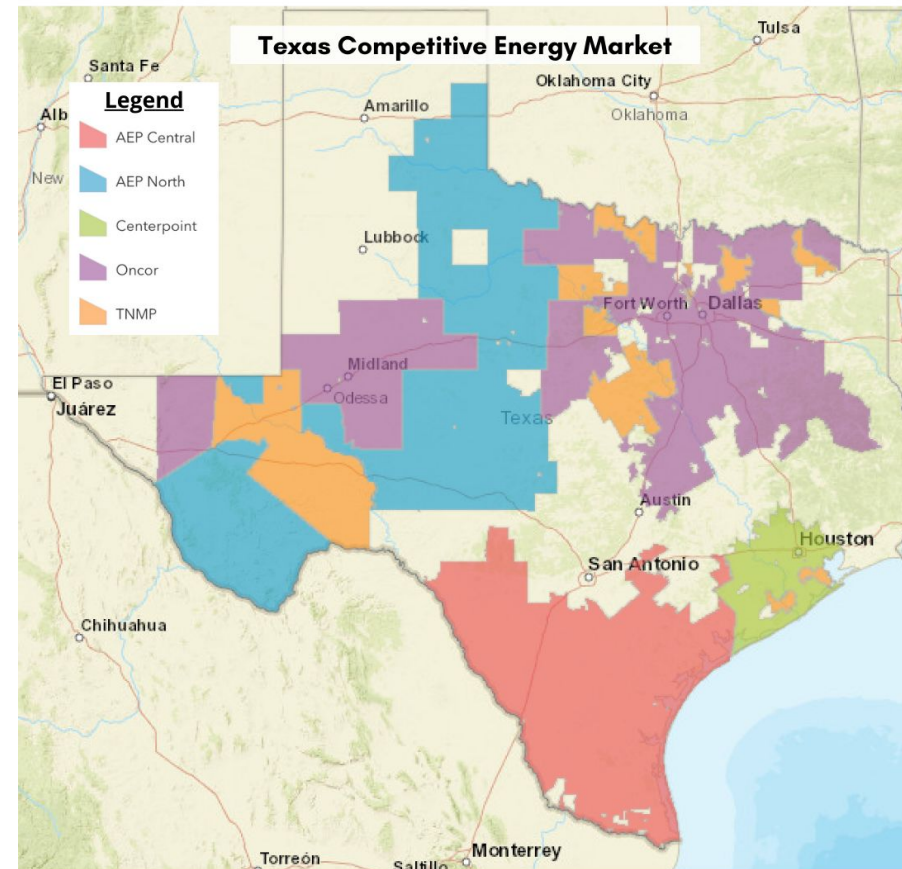 Texas Competitive Energy Market
Tulsa
Santa Fe
Oklahoma City
Legend
Amarillo
Alb
Oklahoma
AEP Central
New
AEP North
Centerpoint
Lubbock
Oncor
TNMP
Fort Worth
Dallas
Midland
El Paso
Odessa
Juárez
Texas
Austin
Houston
San Antonio
Chihuahua
Monterrey
Torreón
Saltillo